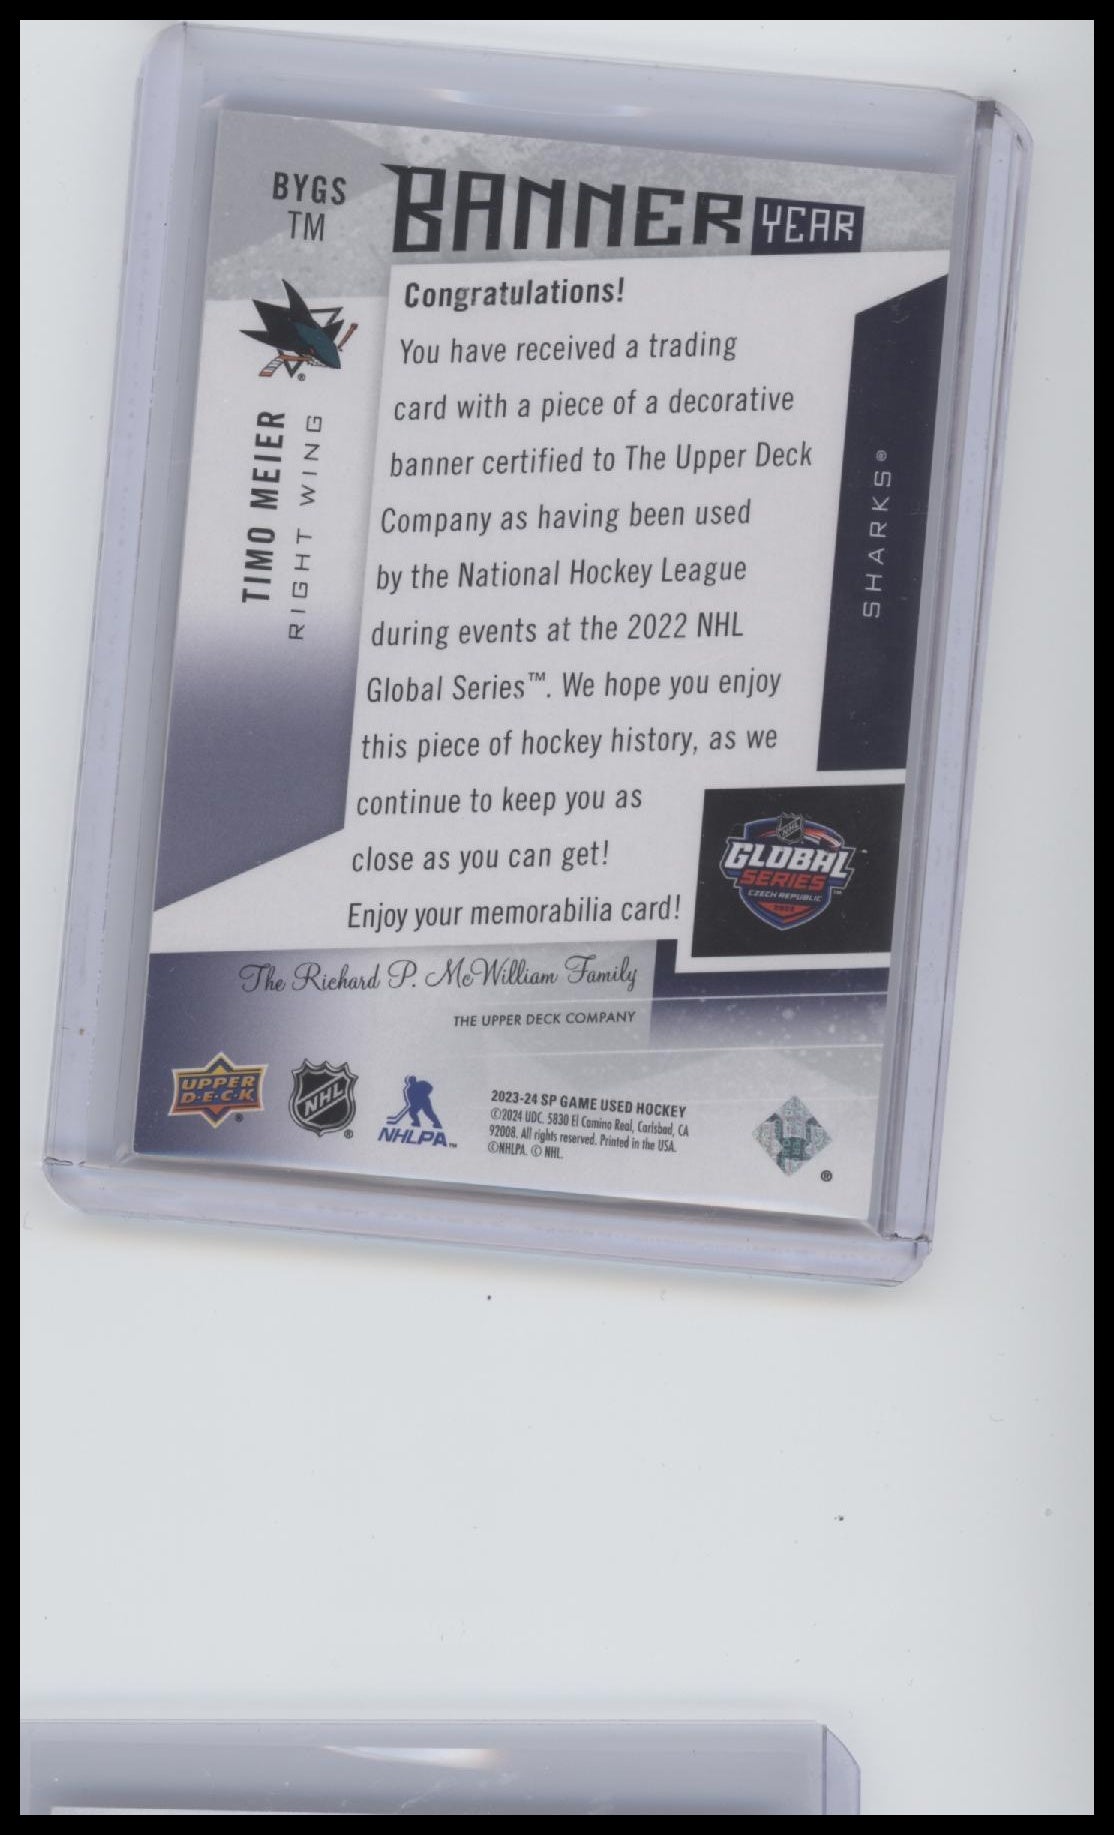 BYGS
TM
BANNER YEAR
TIMO MEIER
RIGHT WING
Congratulations!
You have received a trading
card with a piece of a decorative
banner certified to The Upper Deck
Company as having been used
by the National Hockey League
during events at the 2022 NHL
Global Series™. We hope you enjoy
this piece of hockey history, as we
continue to keep you as
close as you can get!
Enjoy your memorabilia card!
SHARKS®
NHL
GLOBAL
SERIES™
CZECH REPUBLIC
2022
The Richard P. McWilliam Family
THE UPPER DECK COMPANY
UPPER
D·E·C·K®
NHL®
NHLPA™
2023-24 SP GAME USED HOCKEY
©2024 UDC. 5830 El Camino Real, Carlsbad, CA
92008. All rights reserved. Printed in the USA.
©NHLPA. © NHL.
®